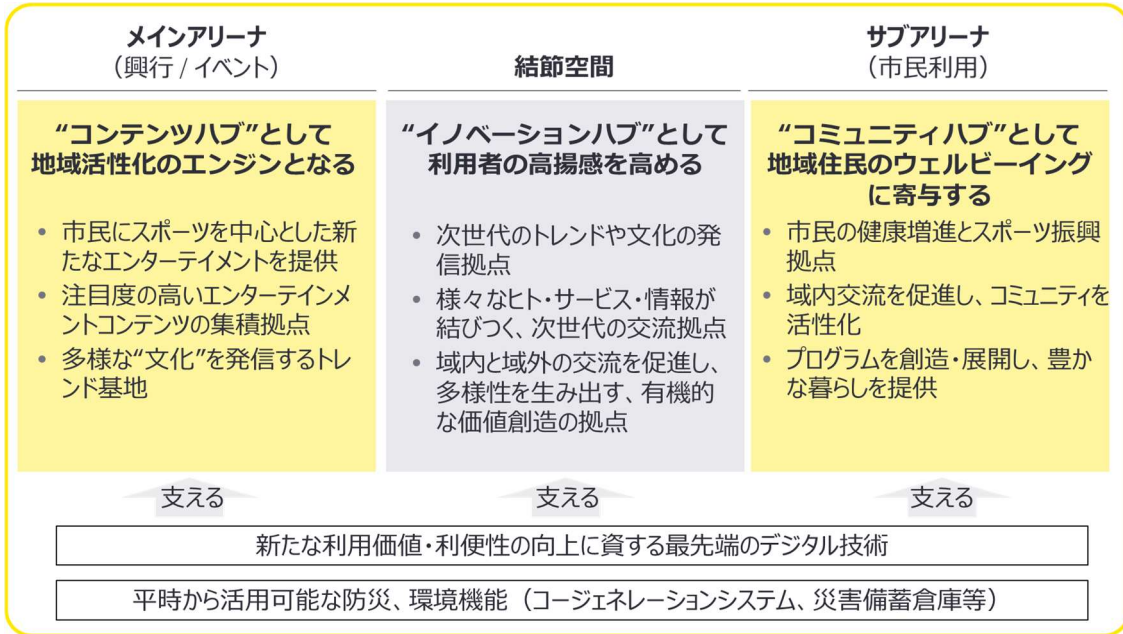 メインアリーナ
（興行 / イベント）
結節空間
サブアリーナ
（市民利用）
“コンテンツハブ”として
地域活性化のエンジンとなる
• 市民にスポーツを中心とした新
たなエンターテイメントを提供
• 注目度の高いエンターテインメ
ントコンテンツの集積拠点
• 多様な“文化”を発信するトレ
ンド基地
“イノベーションハブ”として
利用者の高揚感を高める
• 次世代のトレンドや文化の発
信拠点
• 様々なヒト・サービス・情報が
結びつく、次世代の交流拠点
• 域内と域外の交流を促進し、
多様性を生み出す、有機的
な価値創造の拠点
“コミュニティハブ”として
地域住民のウェルビーイング
に寄与する
• 市民の健康増進とスポーツ振興
拠点
• 域内交流を促進し、コミュニティを
活性化
• プログラムを創造・展開し、豊か
な暮らしを提供
支える
支える
支える
新たな利用価値・利便性の向上に資する最先端のデジタル技術
平時から活用可能な防災、環境機能（コージェネレーションシステム、災害備蓄倉庫等）